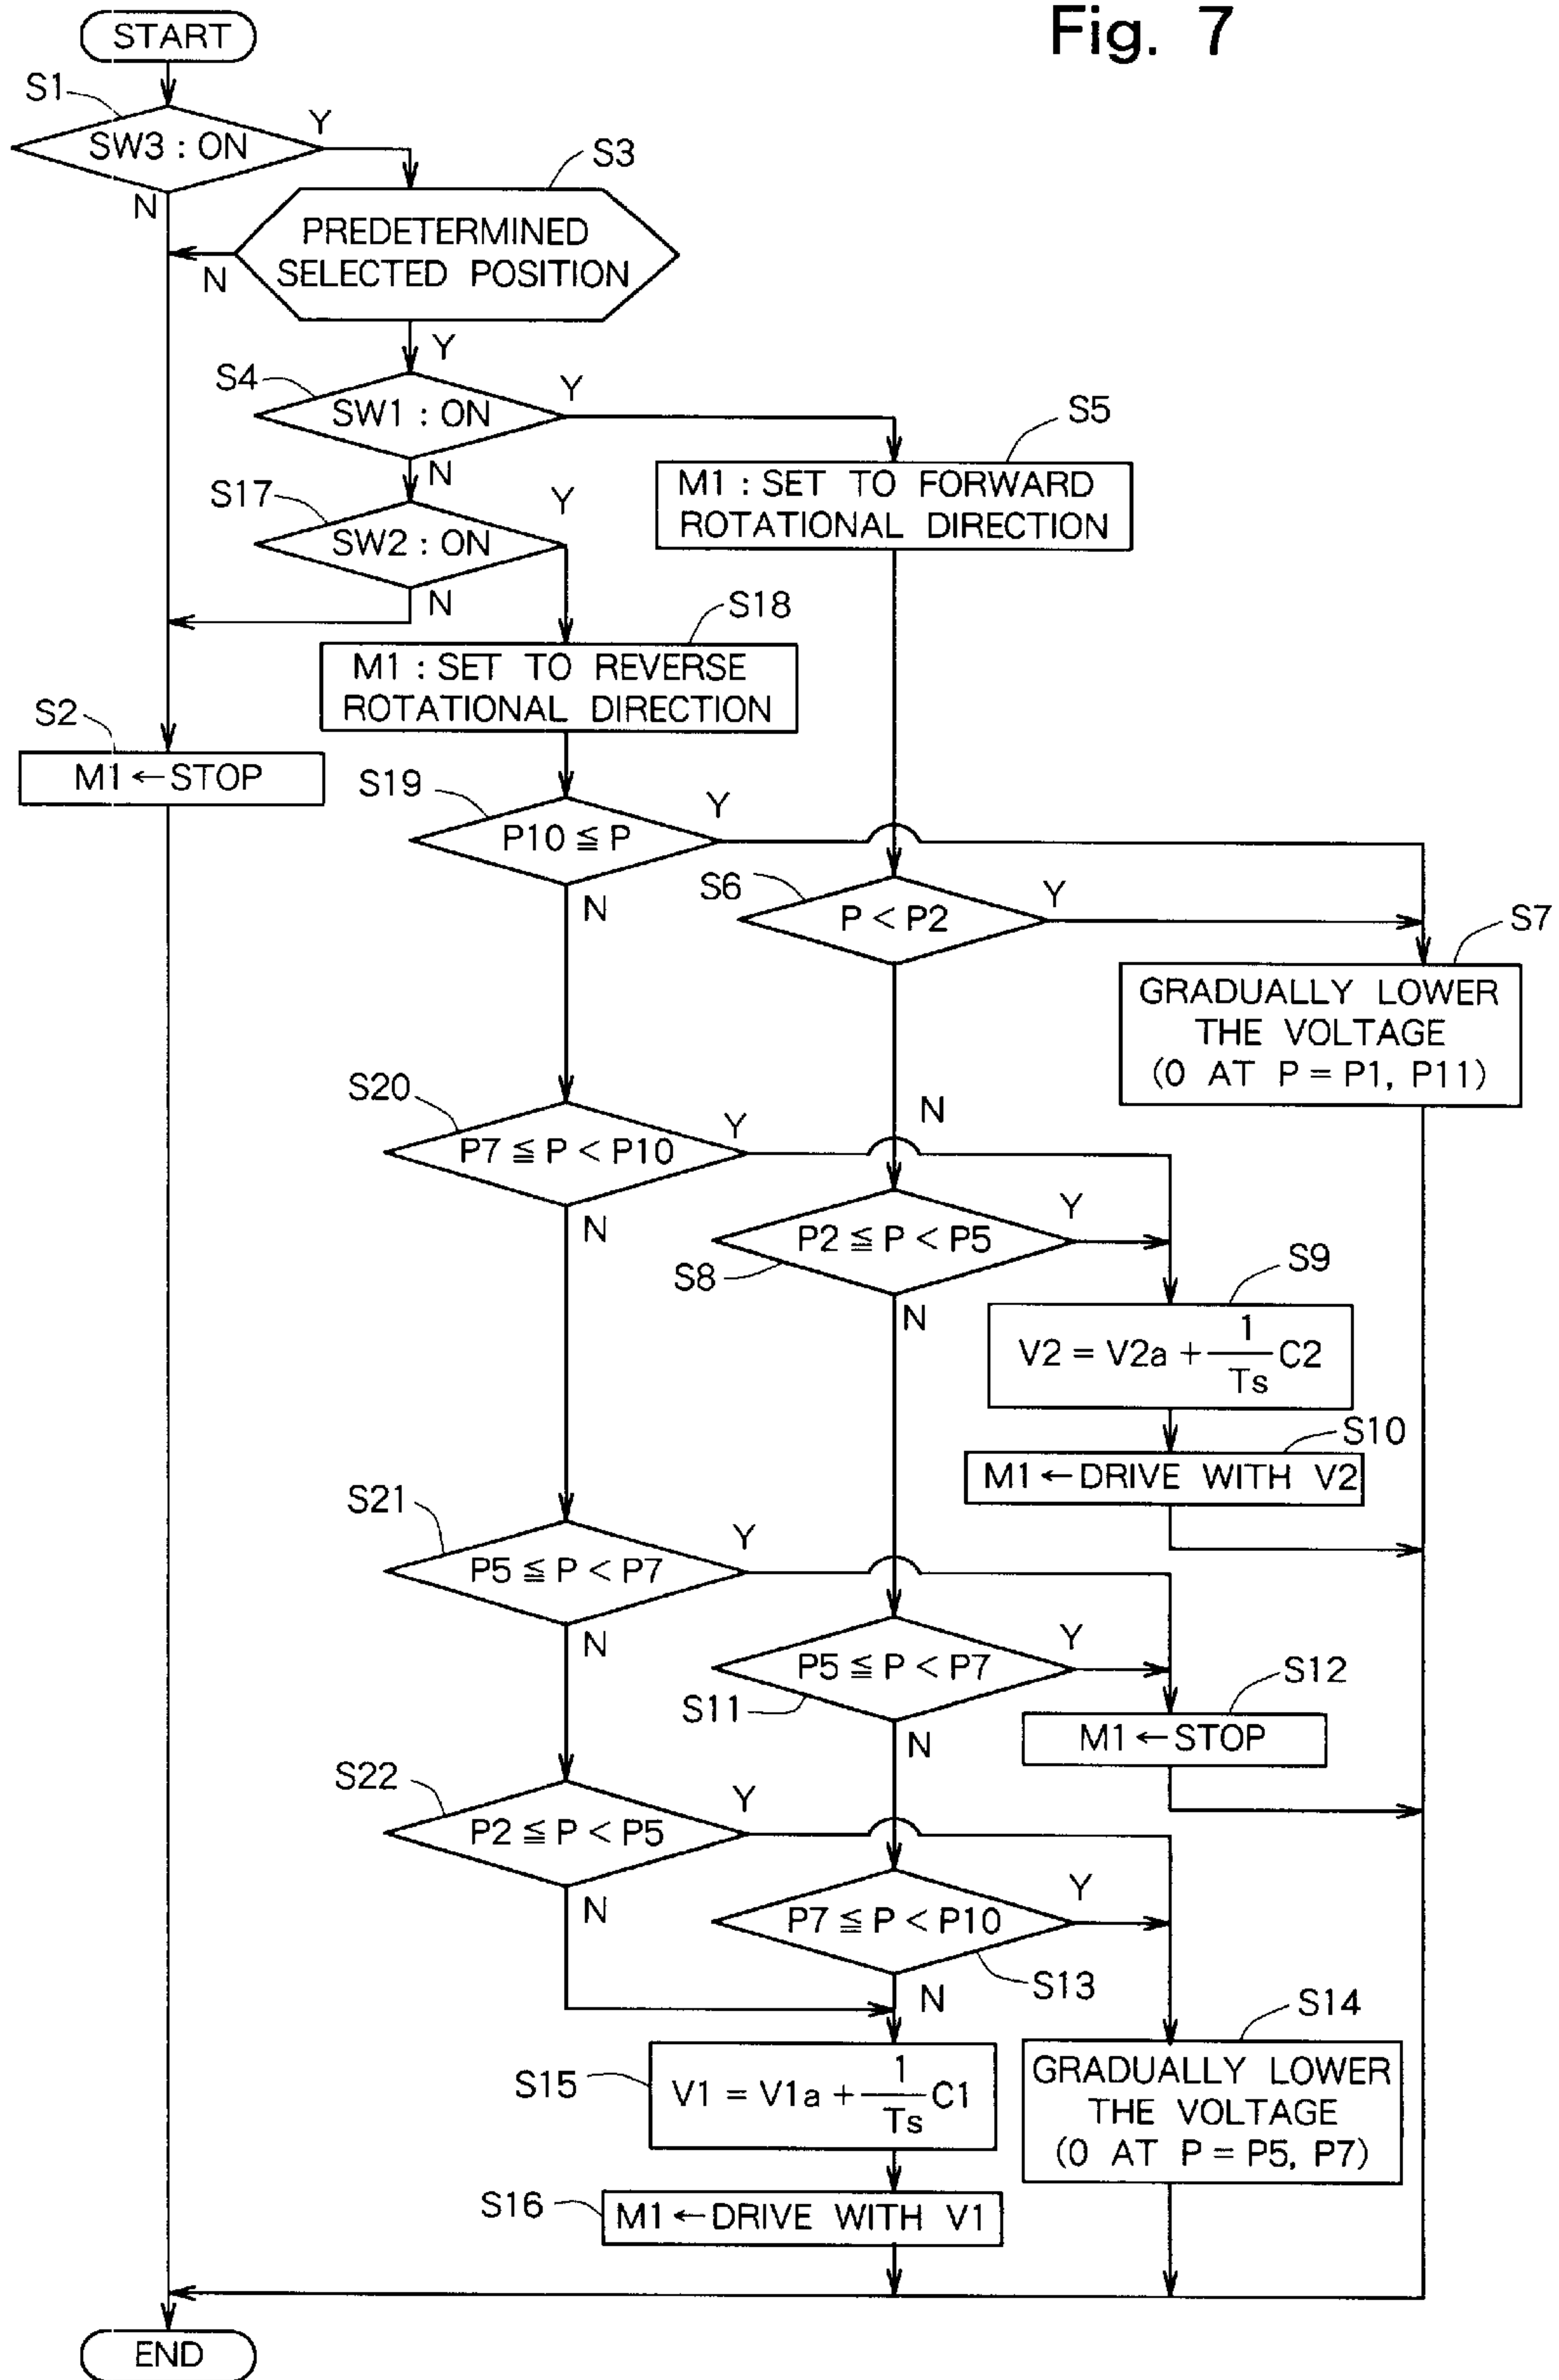 Fig. 7
START
S1
SW3 : ON
Y
N
S3
PREDETERMINED
SELECTED POSITION
N
Y
S4
SW1 : ON
Y
N
S5
M1 : SET TO FORWARD
ROTATIONAL DIRECTION
S17
SW2 : ON
Y
N
S18
M1 : SET TO REVERSE
ROTATIONAL DIRECTION
S2
M1 ← STOP
S19
P10 ≦ P
Y
N
S6
P < P2
Y
N
S7
GRADUALLY LOWER
THE VOLTAGE
(0 AT P = P1, P11)
S20
P7 ≦ P < P10
Y
N
S8
P2 ≦ P < P5
Y
N
S9
V2 = V2a + 1/Ts C2
S10
M1 ← DRIVE WITH V2
S21
P5 ≦ P < P7
Y
N
S11
P5 ≦ P < P7
Y
N
S12
M1 ← STOP
S22
P2 ≦ P < P5
Y
N
P7 ≦ P < P10
Y
S13
N
S14
GRADUALLY LOWER
THE VOLTAGE
(0 AT P = P5, P7)
S15
V1 = V1a + 1/Ts C1
S16
M1 ← DRIVE WITH V1
END